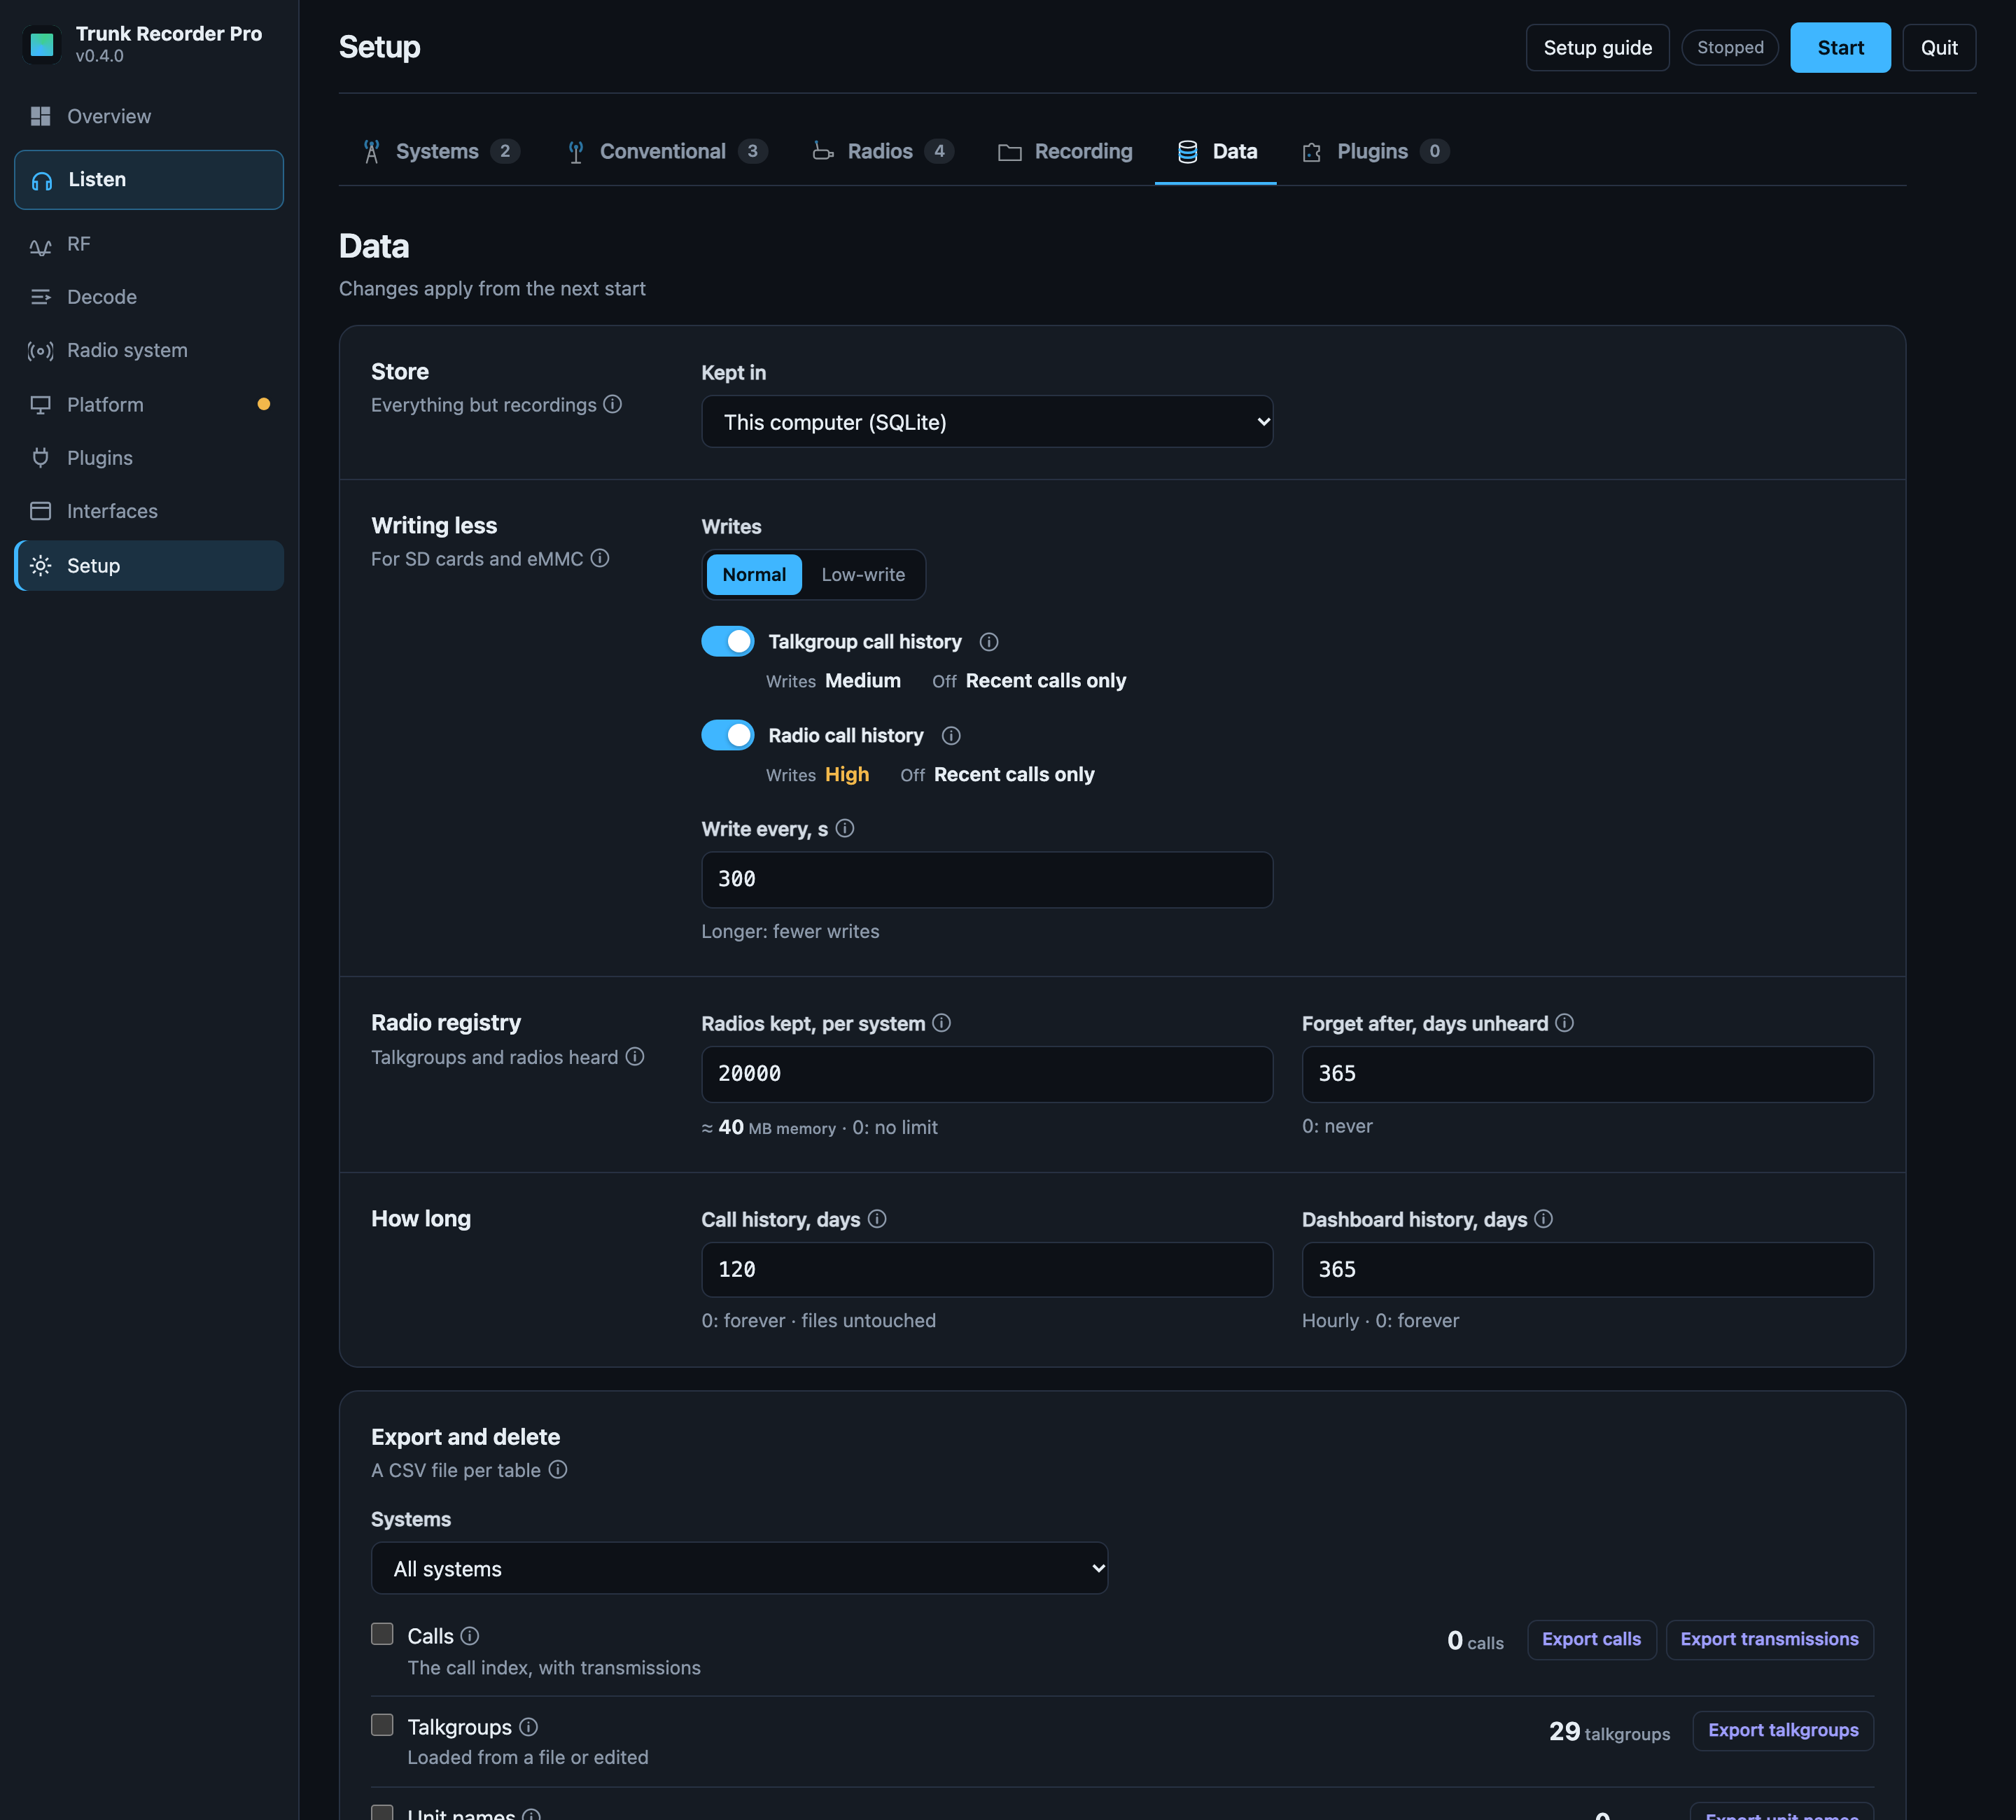 Trunk Recorder Pro
v0.4.0
Overview
Listen
RF
Decode
Radio system
Platform
Plugins
Interfaces
Setup
Setup
Setup guide
Stopped
Start
Quit
Systems 2
Conventional 3
Radios 4
Recording
Data
Plugins 0
Data
Changes apply from the next start
Store
Everything but recordings
Kept in
This computer (SQLite)
Writing less
For SD cards and eMMC
Writes
Normal
Low-write
Talkgroup call history
Writes Medium Off Recent calls only
Radio call history
Writes High Off Recent calls only
Write every, s
300
Longer: fewer writes
Radio registry
Talkgroups and radios heard
Radios kept, per system
20000
≈ 40 MB memory · 0: no limit
Forget after, days unheard
365
0: never
How long
Call history, days
120
0: forever · files untouched
Dashboard history, days
365
Hourly · 0: forever
Export and delete
A CSV file per table
Systems
All systems
Calls
The call index, with transmissions
0 calls
Export calls
Export transmissions
Talkgroups
Loaded from a file or edited
29 talkgroups
Export talkgroups
Unit names
0
Export unit names